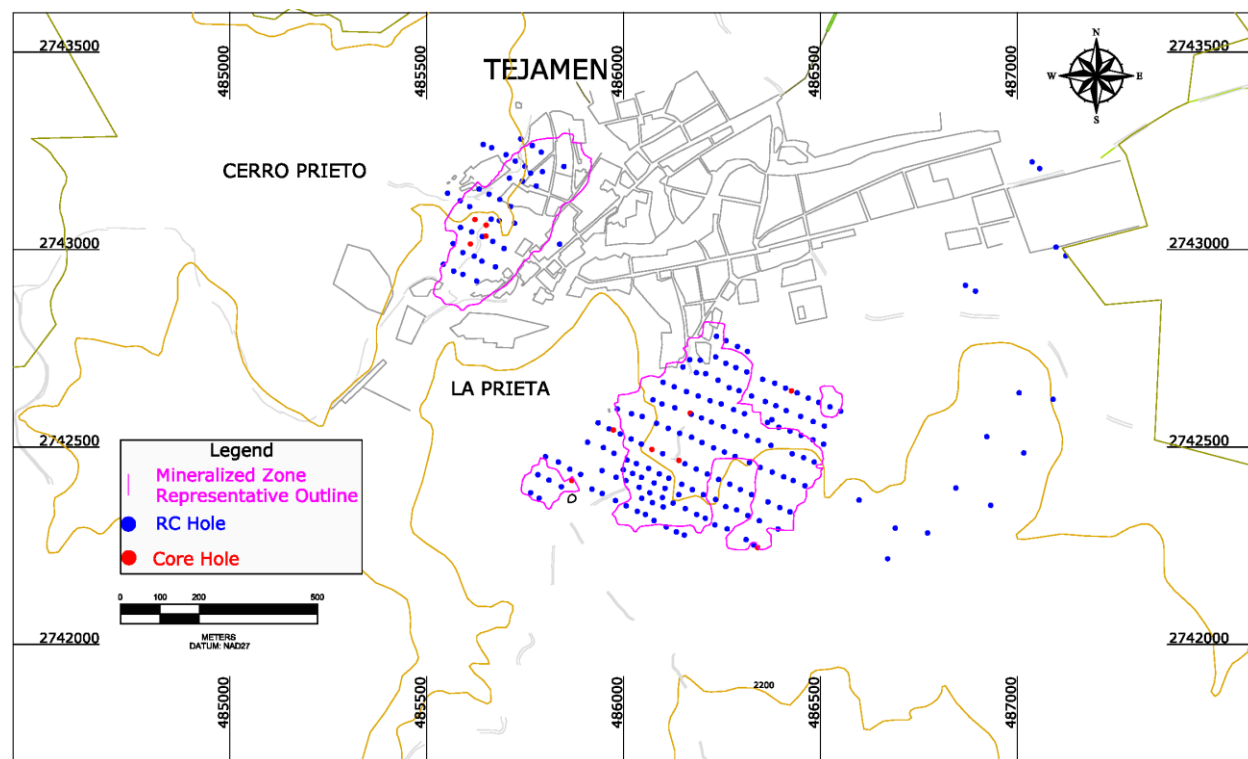 485000
485500
486000
486500
487000
2743500
2743500
TEJAMEN
N
W
E
S
CERRO PRIETO
2743000
2743000
LA PRIETA
2742500
2742500
Legend
Mineralized Zone
Representative Outline
RC Hole
Core Hole
0 100 200 500
METERS
DATUM: NAD27
2742000
2742000
2200
485000
485500
486000
486500
487000